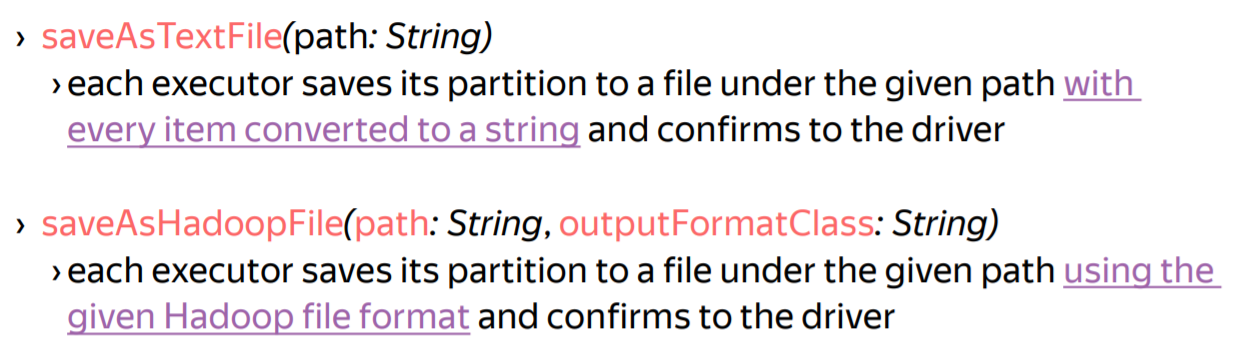 › saveAsTextFile(path: String)
› each executor saves its partition to a file under the given path with
every item converted to a string and confirms to the driver
› saveAsHadoopFile(path: String, outputFormatClass: String)
› each executor saves its partition to a file under the given path using the
given Hadoop file format and confirms to the driver